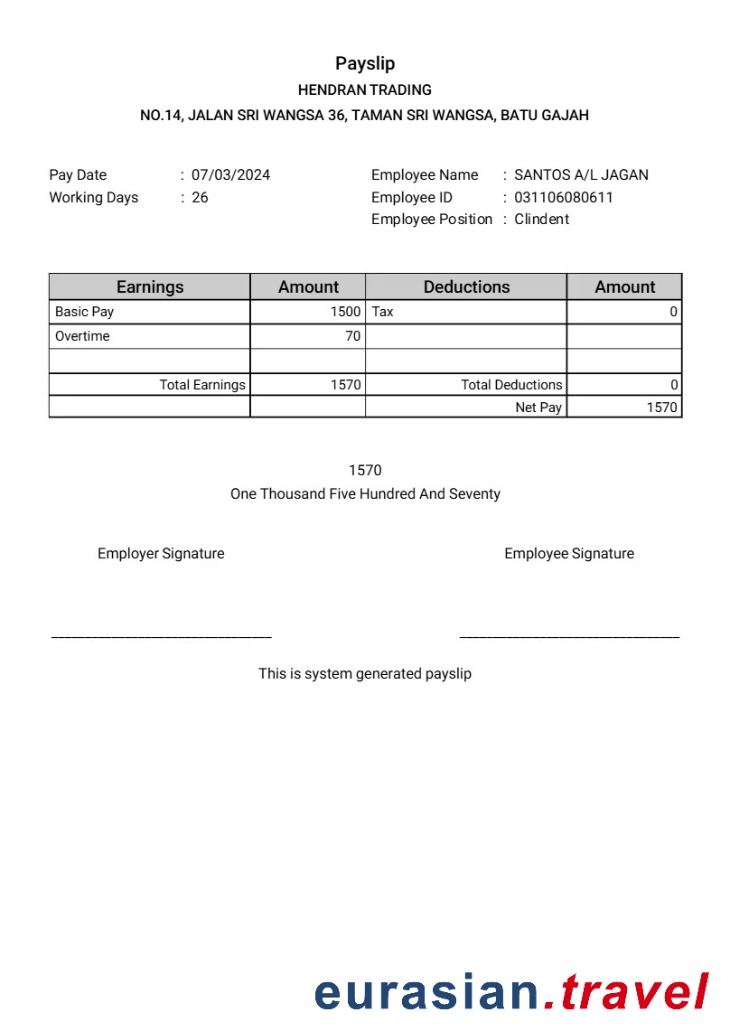 Payslip
HENDRAN TRADING
NO.14, JALAN SRI WANGSA 36, TAMAN SRI WANGSA, BATU GAJAH
Pay Date : 07/03/2024 Employee Name : SANTOS A/L JAGAN
Working Days : 26 Employee ID : 031106080611
Employee Position : Clindent
Earnings Amount Deductions Amount
Basic Pay 1500 Tax 0
Overtime 70
Total Earnings 1570 Total Deductions 0
Net Pay 1570
1570
One Thousand Five Hundred And Seventy
Employer Signature Employee Signature
This is system generated payslip
eurasian.travel